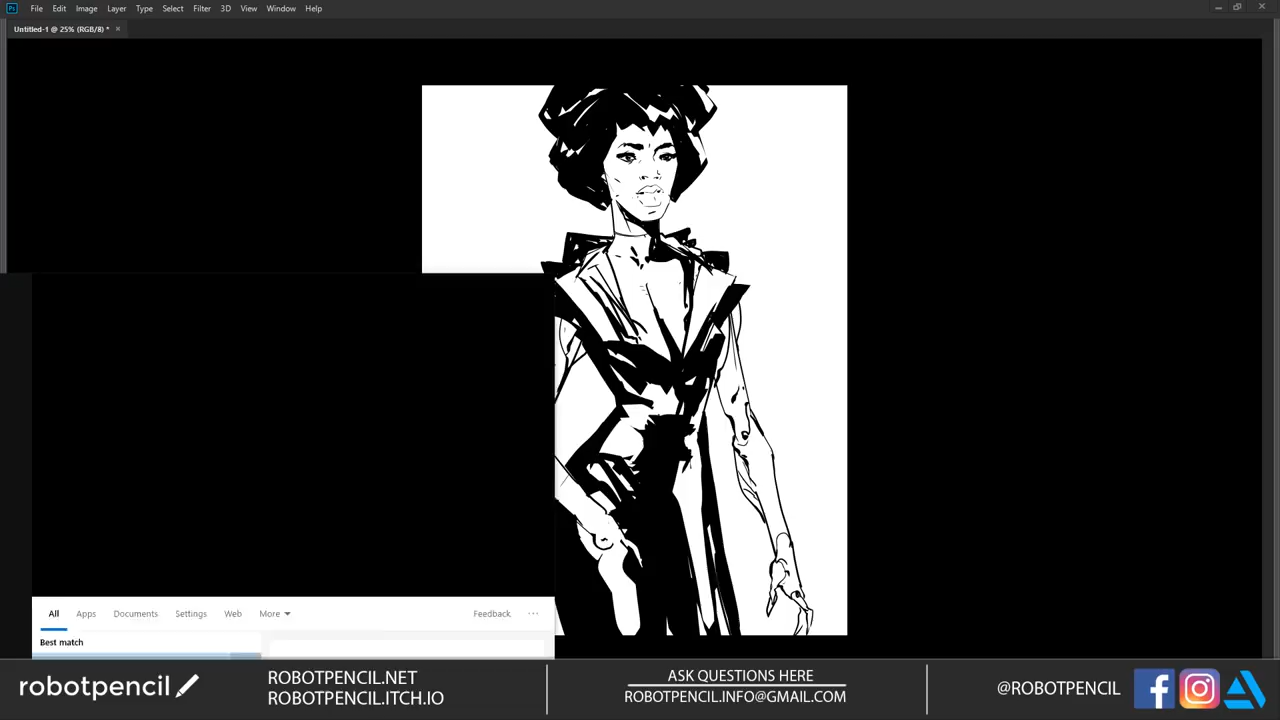 Ps File Edit Image Layer Type Select Filter 3D View Window Help
Untitled-1 @ 25% (RGB/8) *
All Apps Documents Settings Web More Feedback
Best match
robotpencil
ROBOTPENCIL.NET
ROBOTPENCIL.ITCH.IO
ASK QUESTIONS HERE
ROBOTPENCIL.INFO@GMAIL.COM
@ROBOTPENCIL